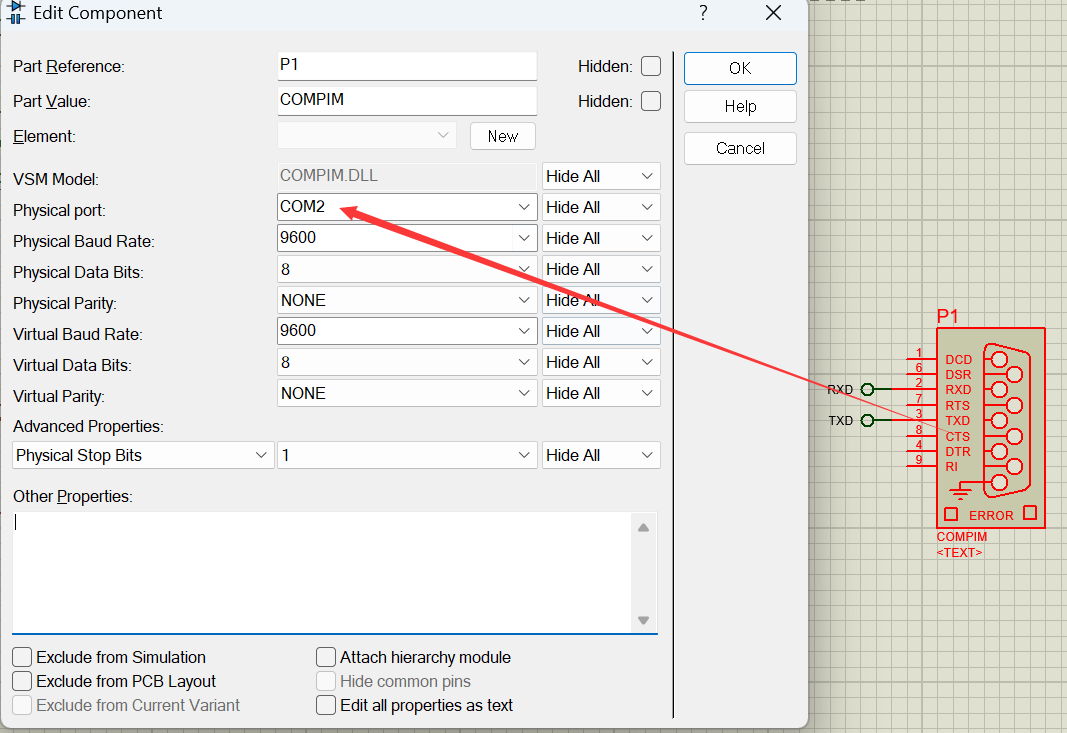 Edit Component ?
Part Reference: P1 Hidden:
Part Value: COMPIM Hidden:
Element: New
VSM Model: COMPIM.DLL Hide All
Physical port: COM2 Hide All
Physical Baud Rate: 9600 Hide All
Physical Data Bits: 8 Hide All
Physical Parity: NONE Hide All
Virtual Baud Rate: 9600 Hide All
Virtual Data Bits: 8 Hide All
Virtual Parity: NONE Hide All
Advanced Properties:
Physical Stop Bits 1 Hide All
Other Properties:
Exclude from Simulation Attach hierarchy module
Exclude from PCB Layout Hide common pins
Exclude from Current Variant Edit all properties as text
OK
Help
Cancel
P1
1 DCD
6 DSR
RXD 2 RXD
7 RTS
TXD 3 TXD
8 CTS
4 DTR
9 RI
ERROR
COMPIM
<TEXT>